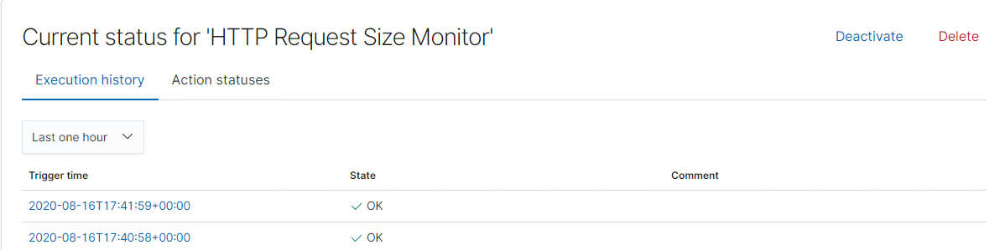 Current status for 'HTTP Request Size Monitor' Deactivate Delete
Execution history Action statuses
Last one hour
Trigger time State Comment
2020-08-16T17:41:59+00:00 OK
2020-08-16T17:40:58+00:00 OK